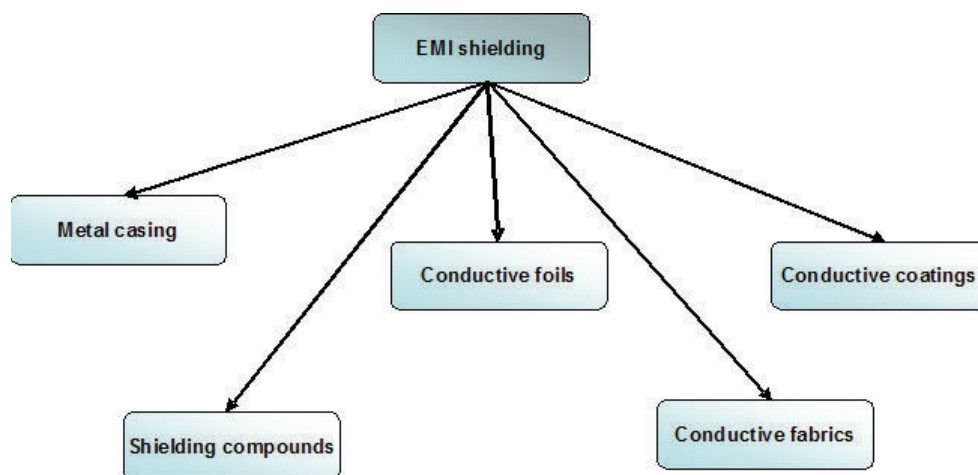 EMI shielding
Metal casing
Conductive foils
Conductive coatings
Shielding compounds
Conductive fabrics